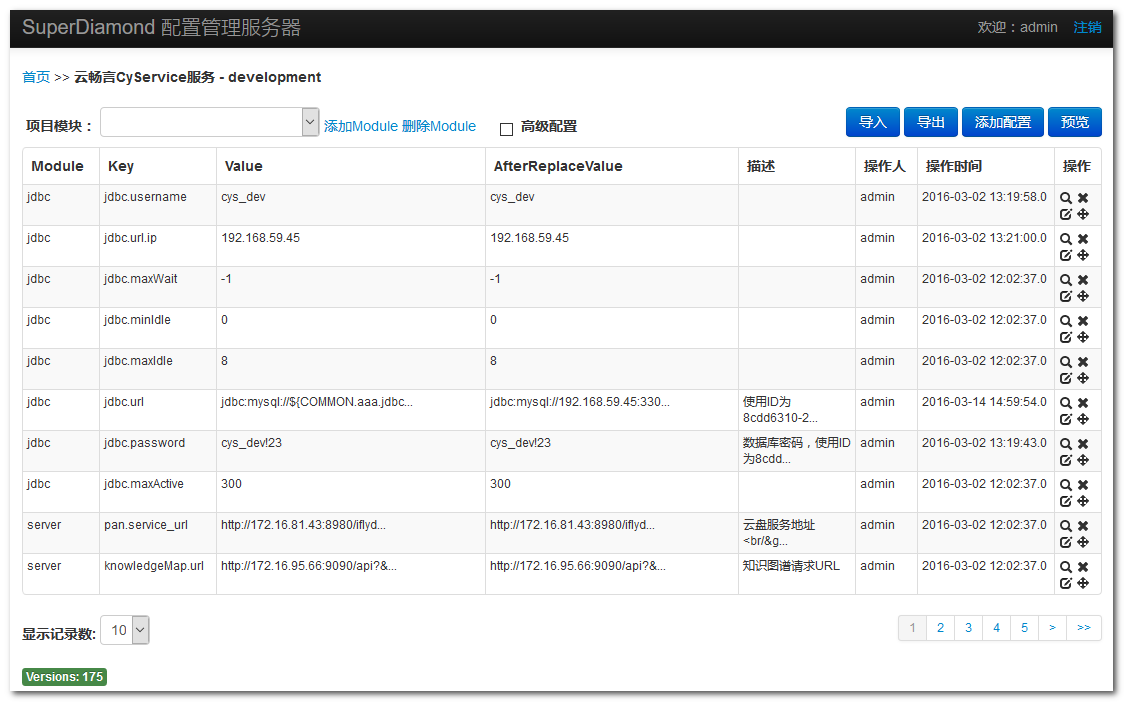 SuperDiamond 配置管理服务器 欢迎：admin 注销
首页 >> 云畅言CyService服务 - development
项目模块： 添加Module 删除Module 高级配置 导入 导出 添加配置 预览
Module Key Value AfterReplaceValue 描述 操作人 操作时间 操作
jdbc jdbc.username cys_dev cys_dev admin 2016-03-02 13:19:58.0
jdbc jdbc.url.ip 192.168.59.45 192.168.59.45 admin 2016-03-02 13:21:00.0
jdbc jdbc.maxWait -1 -1 admin 2016-03-02 12:02:37.0
jdbc jdbc.minIdle 0 0 admin 2016-03-02 12:02:37.0
jdbc jdbc.maxIdle 8 8 admin 2016-03-02 12:02:37.0
jdbc jdbc.url jdbc:mysql://${COMMON.aaa.jdbc... jdbc:mysql://192.168.59.45:330... 使用ID为 admin 2016-03-14 14:59:54.0
8cdd6310-2...
jdbc jdbc.password cys_dev!23 cys_dev!23 数据库密码，使用ID admin 2016-03-02 13:19:43.0
为8cdd...
jdbc jdbc.maxActive 300 300 admin 2016-03-02 12:02:37.0
server pan.service_url http://172.16.81.43:8980/iflyd... http://172.16.81.43:8980/iflyd... 云盘服务地址 admin 2016-03-02 12:02:37.0
<br/&g...
server knowledgeMap.url http://172.16.95.66:9090/api?&... http://172.16.95.66:9090/api?&... 知识图谱请求URL admin 2016-03-02 12:02:37.0
显示记录数: 10 1 2 3 4 5 > >>
Versions: 175